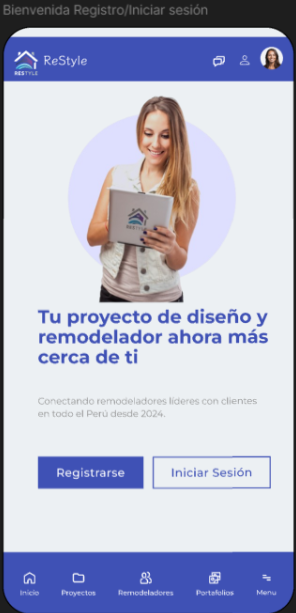 Bienvenida Registro/Iniciar sesión
ReStyle
RESTYLE
RESTYLE
Tu proyecto de diseño y
remodelador ahora más
cerca de ti
Conectando remodeladores líderes con clientes
en todo el Perú desde 2024.
Registrarse
Iniciar Sesión
Inicio
Proyectos
Remodeladores
Portafolios
Menu